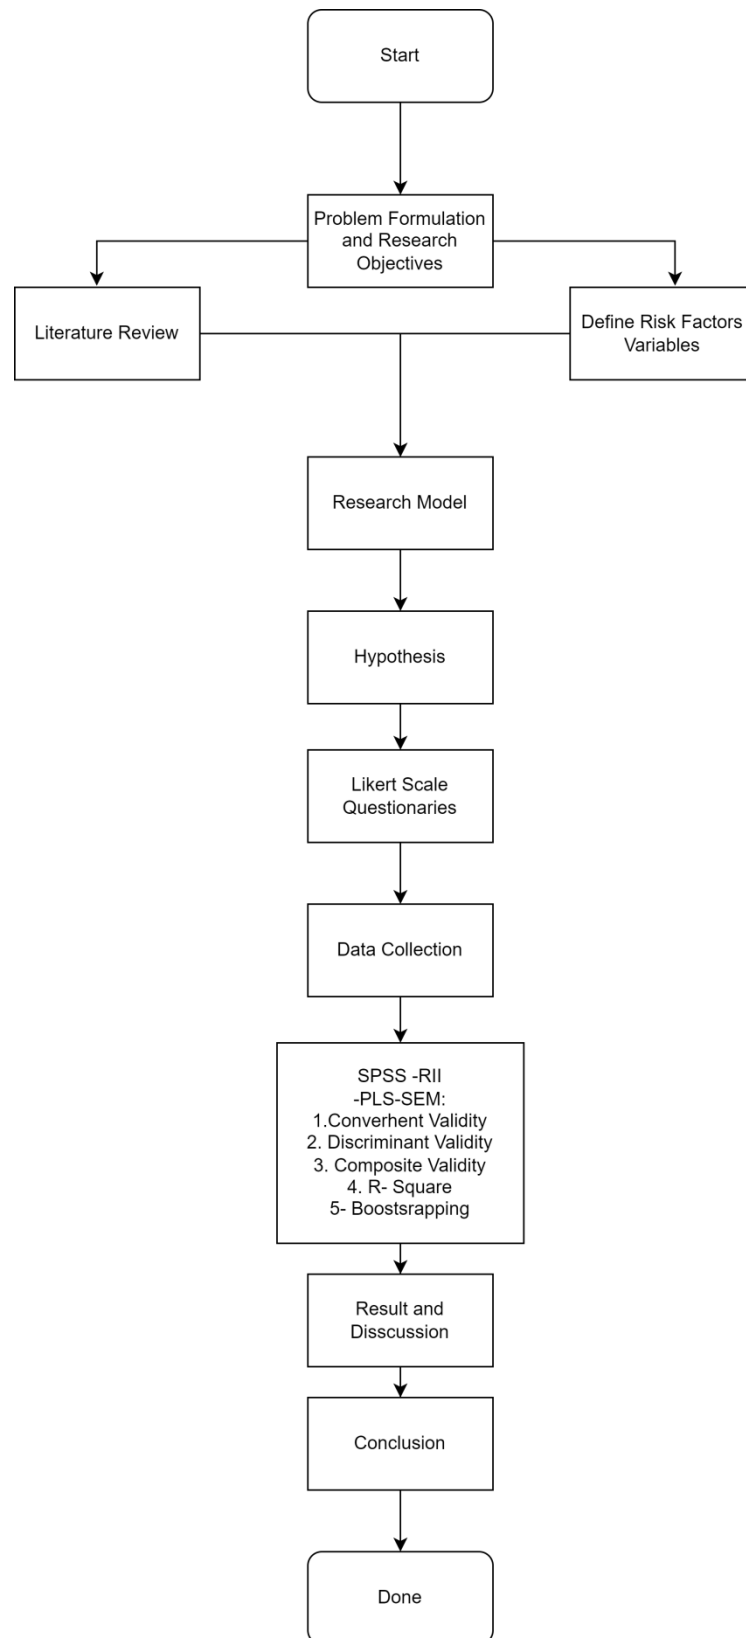 Start
Problem Formulation
and Research
Objectives
Literature Review
Define Risk Factors
Variables
Research Model
Hypothesis
Likert Scale
Questionaries
Data Collection
SPSS -RII
-PLS-SEM:
1.Converhent Validity
2. Discriminant Validity
3. Composite Validity
4. R- Square
5- Boostsrapping
Result and
Disscussion
Conclusion
Done